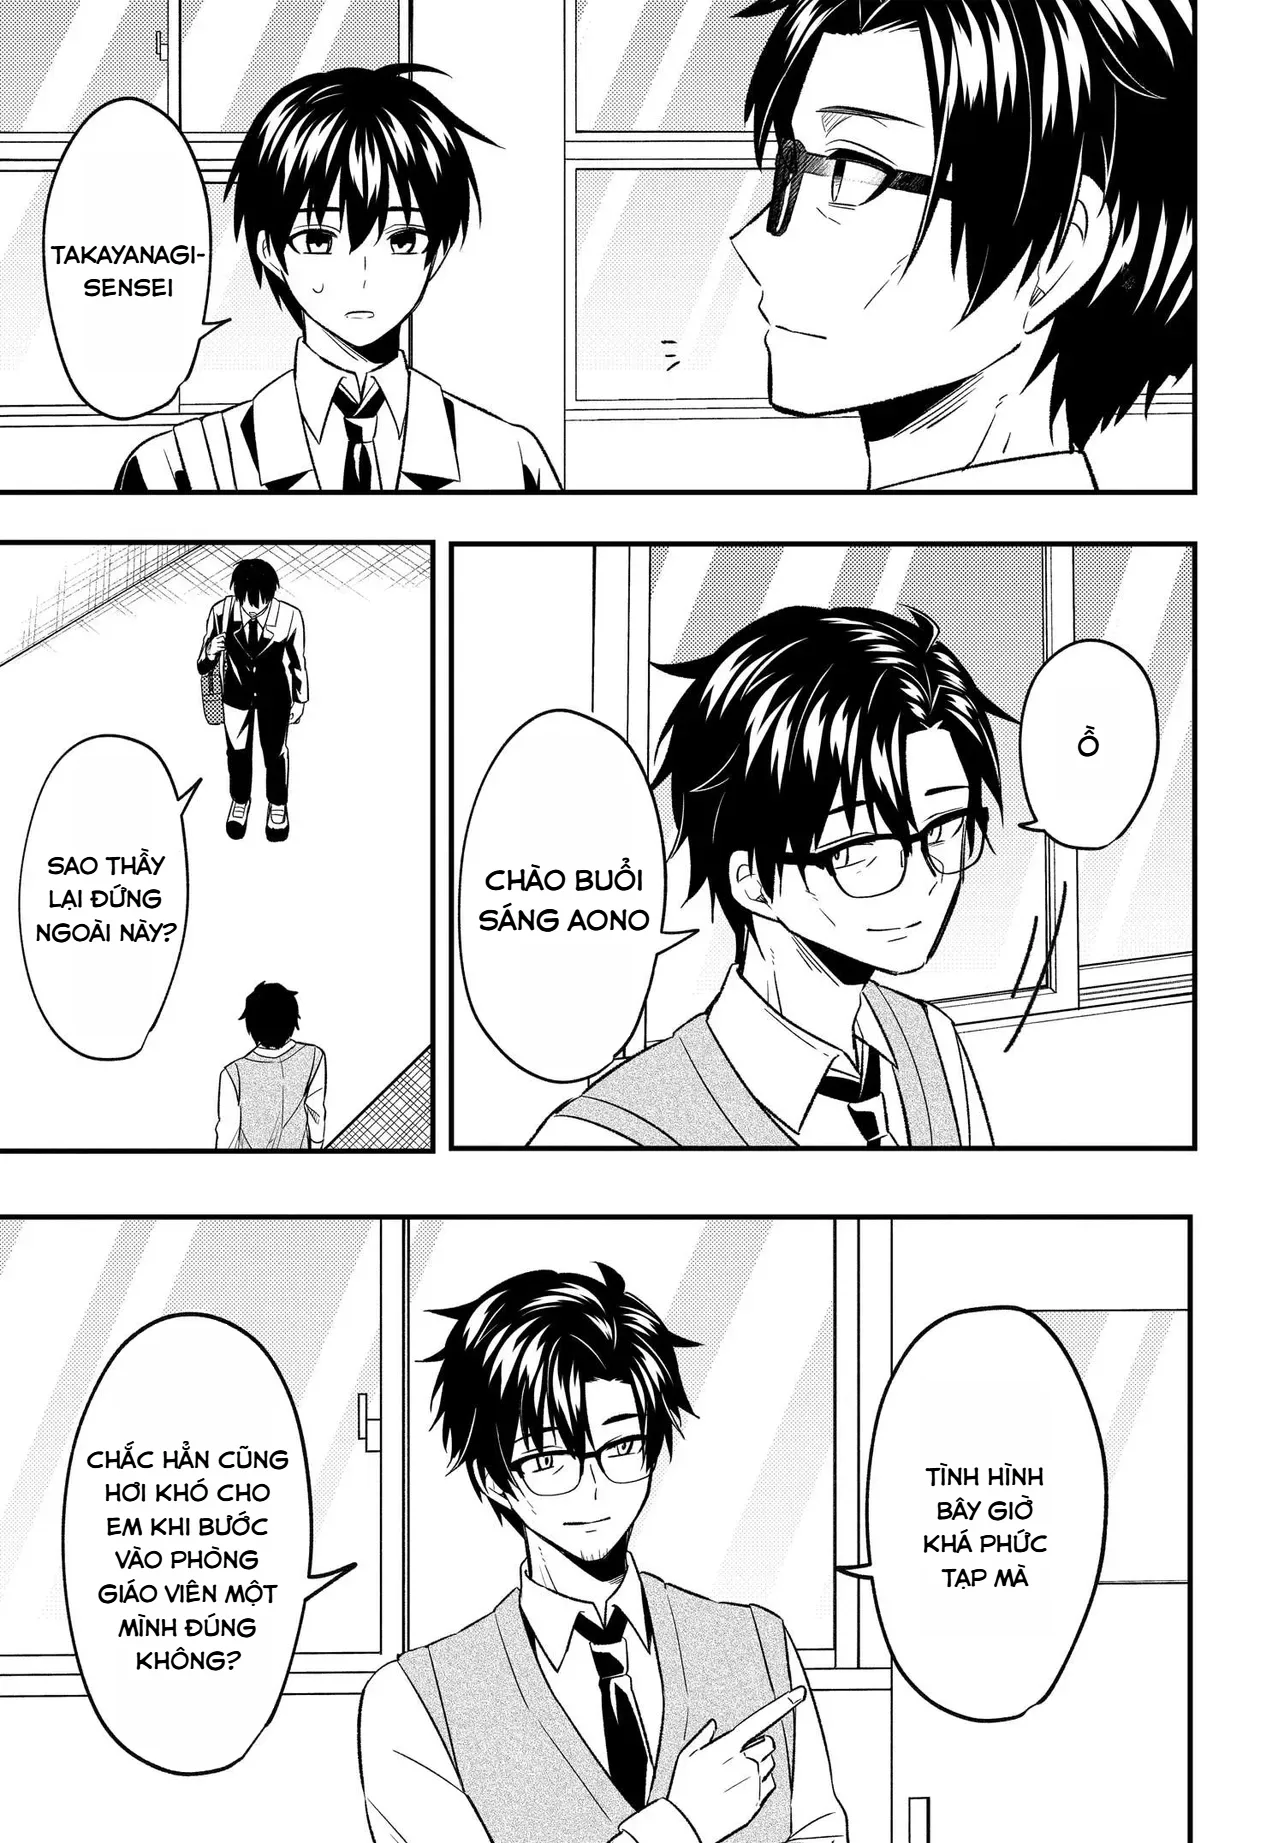 TAKAYANAGI-
SENSEI
Ồ
CHÀO BUỔI
SÁNG AONO
SAO THẦY
LẠI ĐỨNG
NGOÀI NÀY?
TÌNH HÌNH
BÂY GIỜ
KHÁ PHỨC
TẠP MÀ
CHẮC HẲN CŨNG
HƠI KHÓ CHO
EM KHI BƯỚC
VÀO PHÒNG
GIÁO VIÊN MỘT
MÌNH ĐÚNG
KHÔNG?